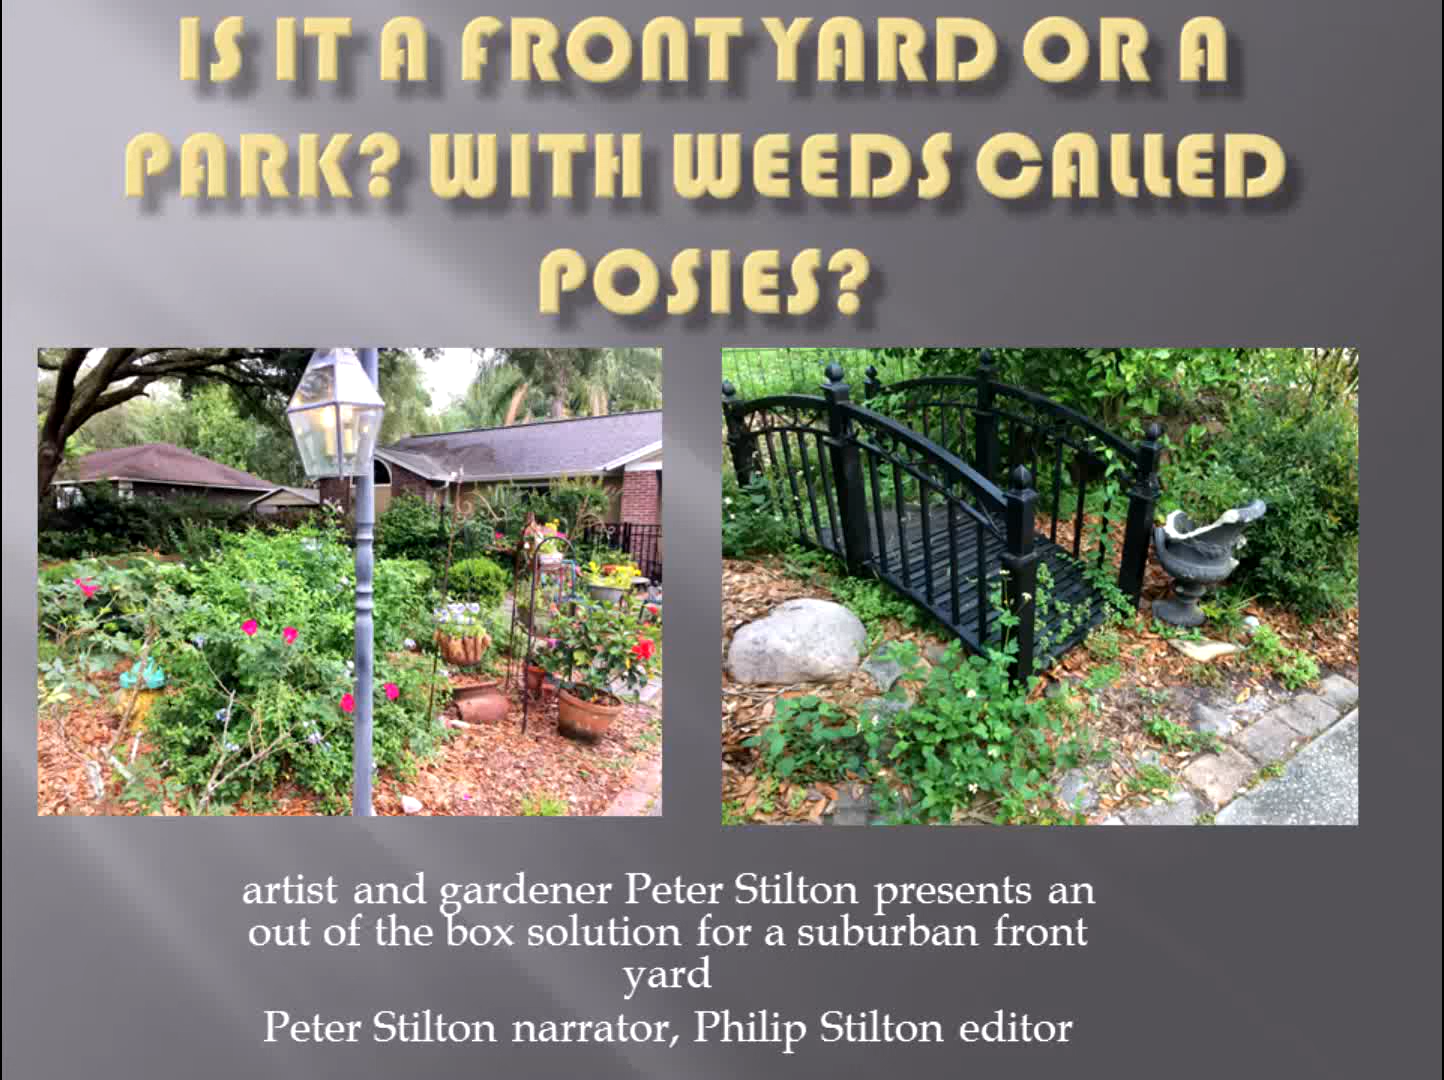 IS IT A FRONT YARD OR A
PARK? WITH WEEDS CALLED
POSIES?
artist and gardener Peter Stilton presents an
out of the box solution for a suburban front
yard
Peter Stilton narrator, Philip Stilton editor